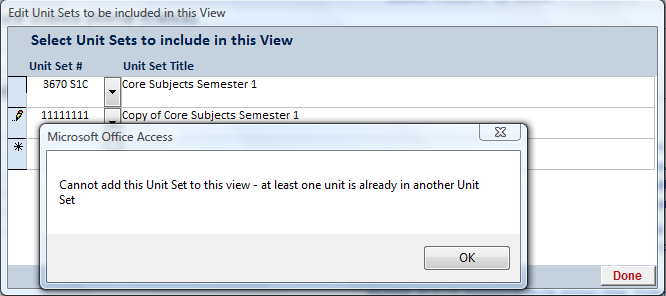 Edit Unit Sets to be included in this View
Select Unit Sets to include in this View
Unit Set # Unit Set Title
3670 S1C Core Subjects Semester 1
11111111 Copy of Core Subjects Semester 1
Microsoft Office Access
Cannot add this Unit Set to this view - at least one unit is already in another Unit
Set
OK
Done